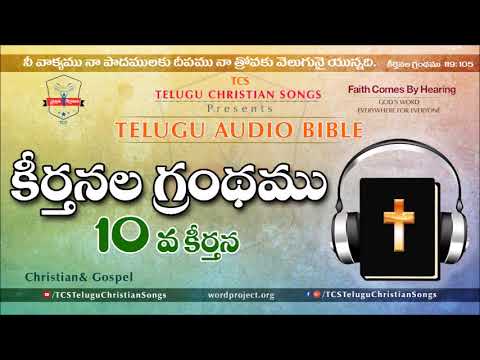 నీ వాక్యము నా పాదములకు దీపము నా త్రోవకు వెలుగునై యున్నది. కీర్తనల గ్రంథము 119:105
TCS
TELUGU CHRISTIAN SONGS
Presents
TELUGU AUDIO BIBLE
Faith Comes By Hearing
GOD'S WORD
EVERYWHERE FOR EVERYONE
కీర్తనల గ్రంథము
10 వ కీర్తన
Christian& Gospel
/TCSTeluguChristianSongs wordproject.org /TCSTeluguChristianSongs